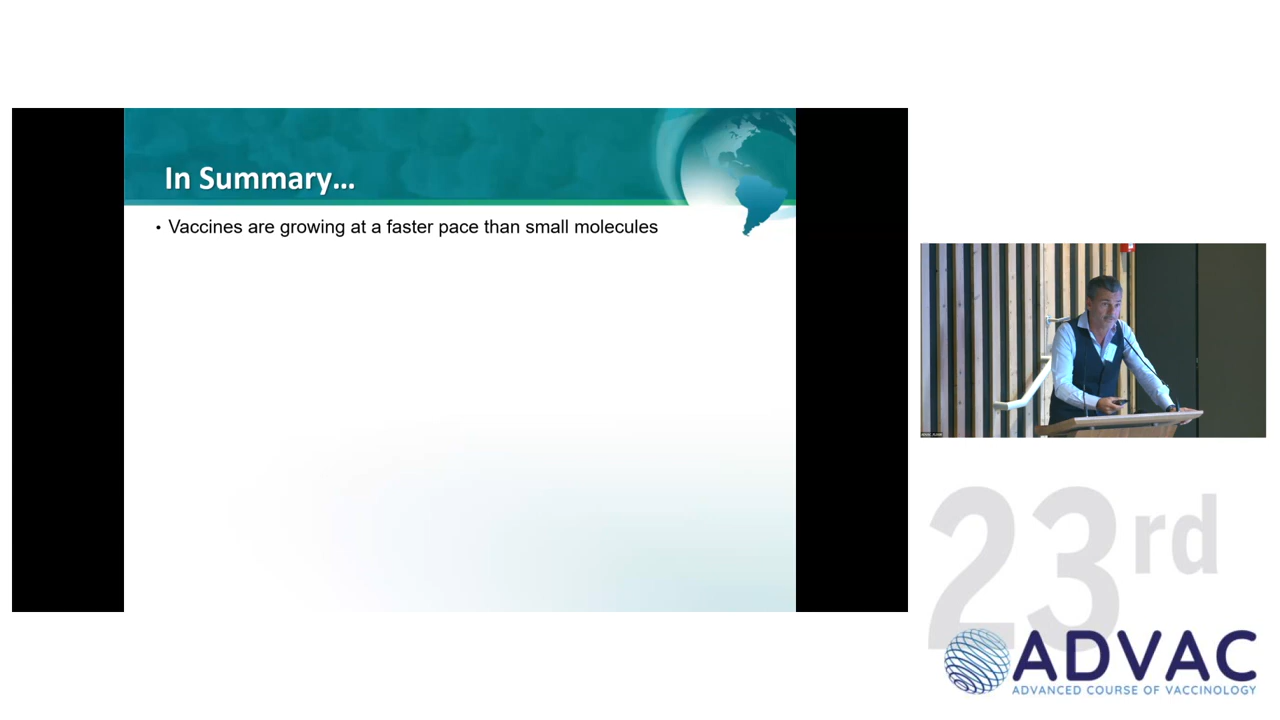 In Summary...
• Vaccines are growing at a faster pace than small molecules
23rd
ADVAC
ADVANCED COURSE OF VACCINOLOGY